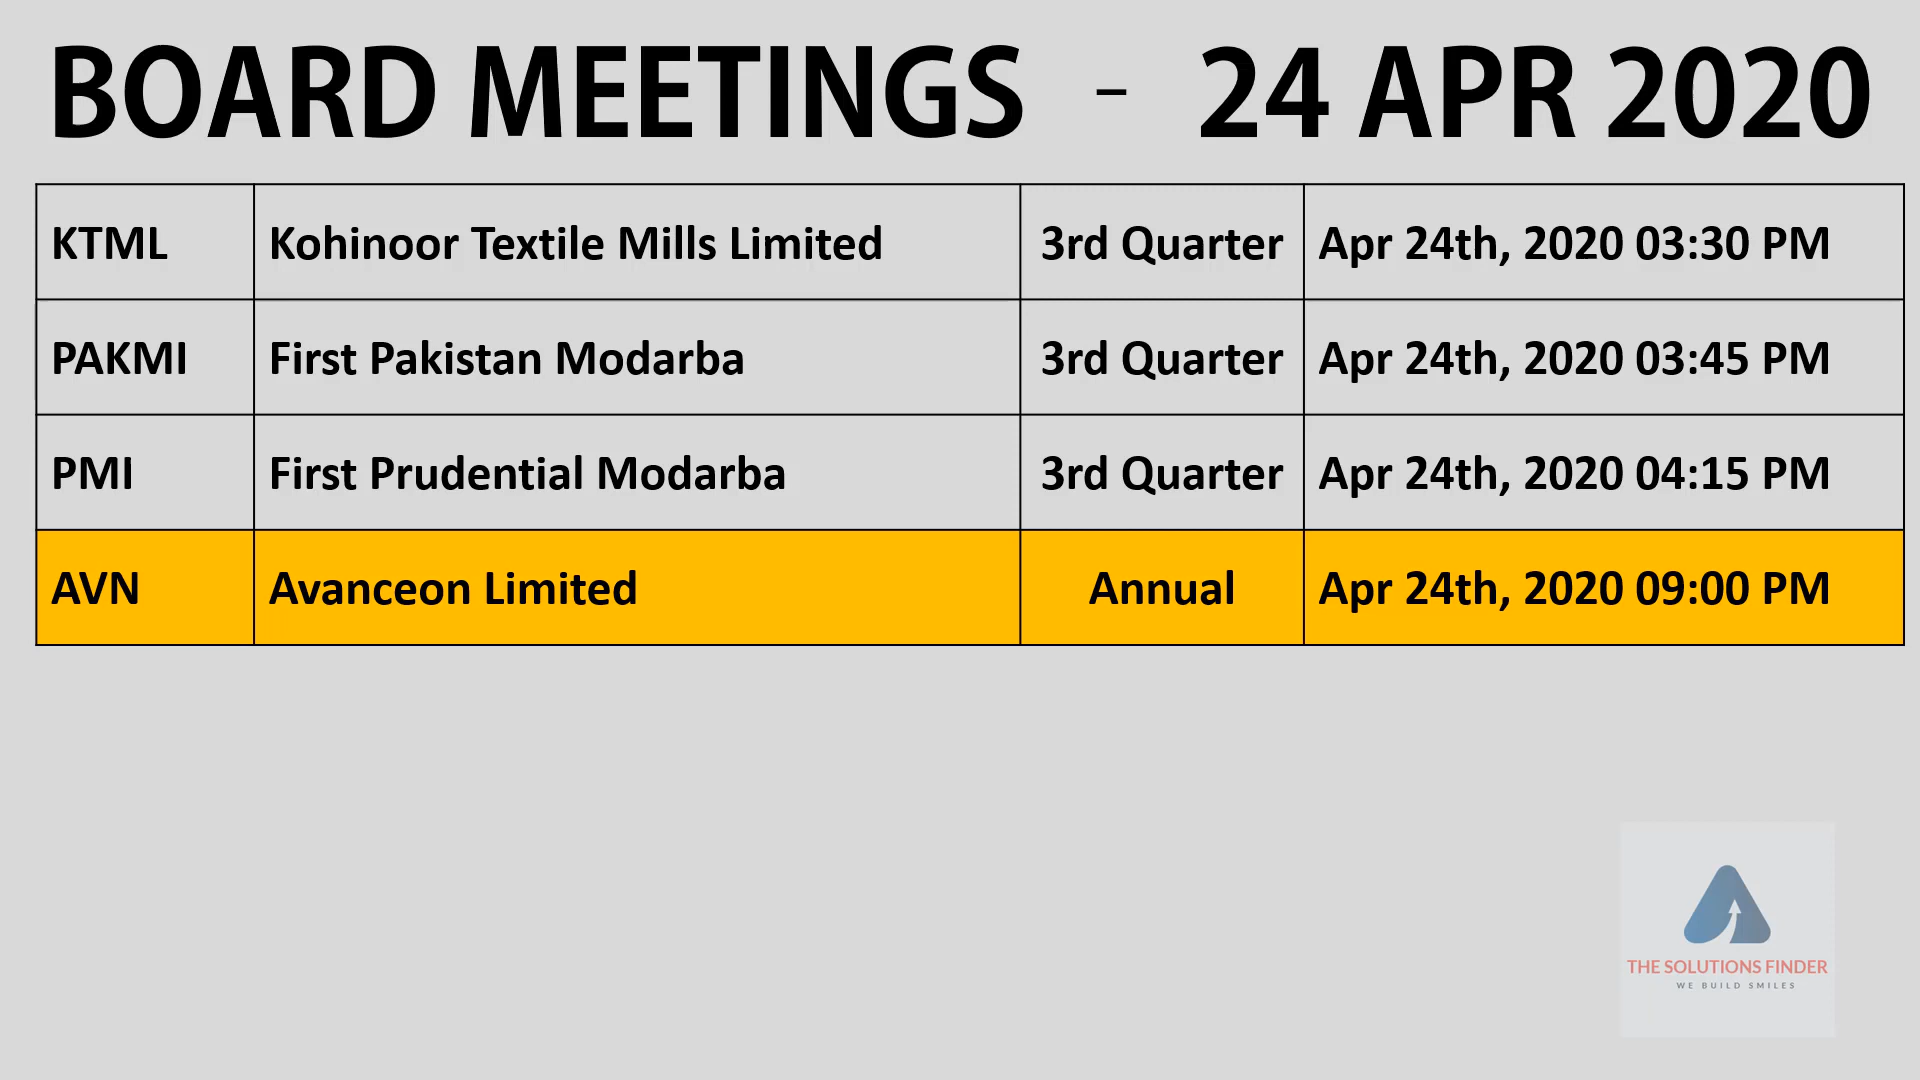 BOARD MEETINGS - 24 APR 2020
KTML Kohinoor Textile Mills Limited 3rd Quarter Apr 24th, 2020 03:30 PM
PAKMI First Pakistan Modarba 3rd Quarter Apr 24th, 2020 03:45 PM
PMI First Prudential Modarba 3rd Quarter Apr 24th, 2020 04:15 PM
AVN Avanceon Limited Annual Apr 24th, 2020 09:00 PM
THE SOLUTIONS FINDER
WE BUILD SMILES